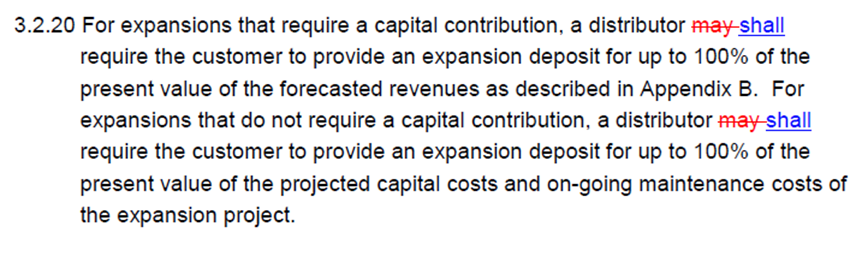 3.2.20 For expansions that require a capital contribution, a distributor may shall
require the customer to provide an expansion deposit for up to 100% of the
present value of the forecasted revenues as described in Appendix B.  For
expansions that do not require a capital contribution, a distributor may shall
require the customer to provide an expansion deposit for up to 100% of the
present value of the projected capital costs and on-going maintenance costs of
the expansion project.